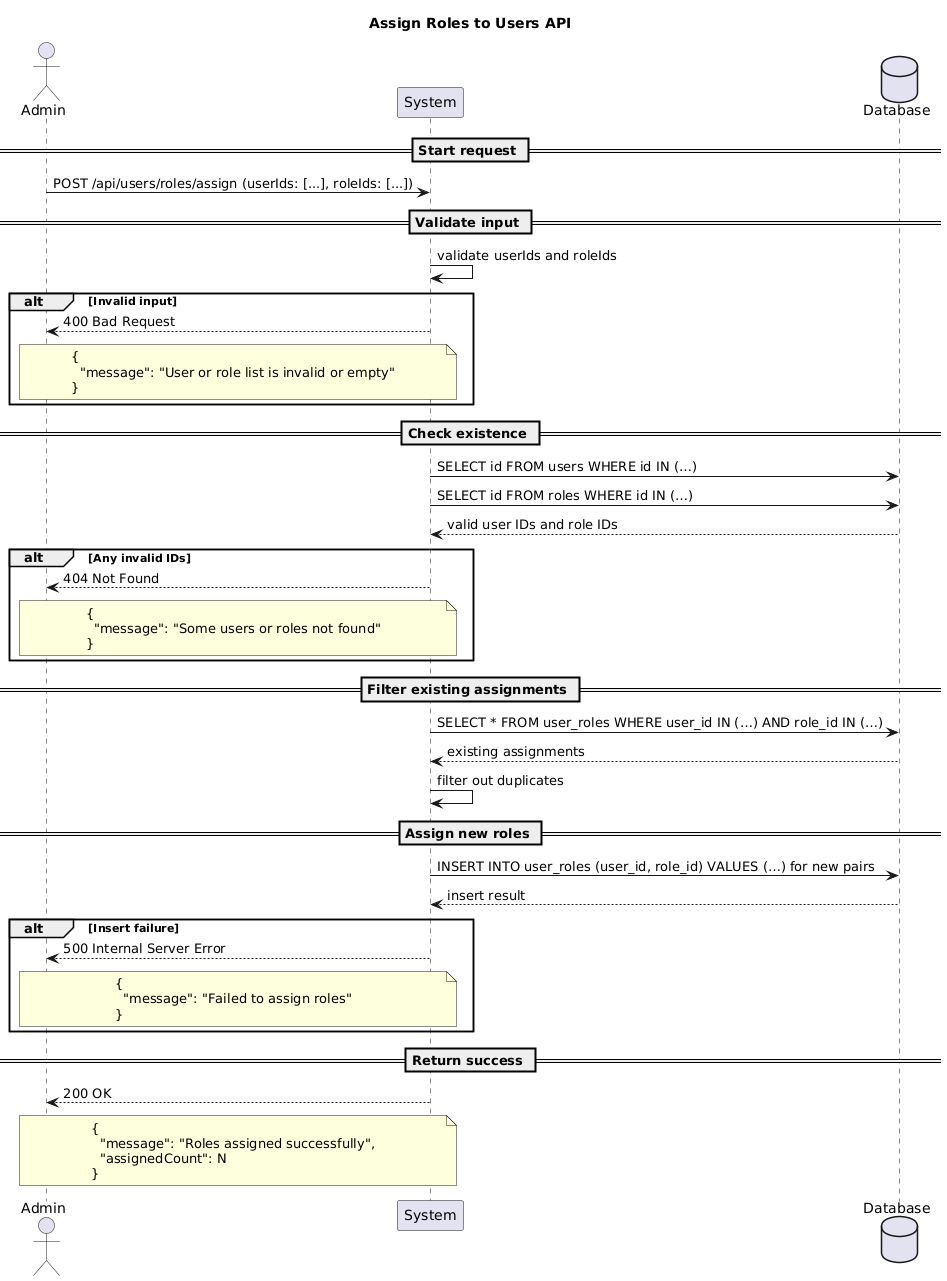 Assign Roles to Users API
Admin
System
Database
Start request
POST /api/users/roles/assign (userIds: [...], roleIds: [...])
Validate input
validate userIds and roleIds
alt [Invalid input]
400 Bad Request
{
"message": "User or role list is invalid or empty"
}
Check existence
SELECT id FROM users WHERE id IN (...)
SELECT id FROM roles WHERE id IN (...)
valid user IDs and role IDs
alt [Any invalid IDs]
404 Not Found
{
"message": "Some users or roles not found"
}
Filter existing assignments
SELECT * FROM user_roles WHERE user_id IN (...) AND role_id IN (...)
existing assignments
filter out duplicates
Assign new roles
INSERT INTO user_roles (user_id, role_id) VALUES (...) for new pairs
insert result
alt [Insert failure]
500 Internal Server Error
{
"message": "Failed to assign roles"
}
Return success
200 OK
{
"message": "Roles assigned successfully",
"assignedCount": N
}
Admin
System
Database